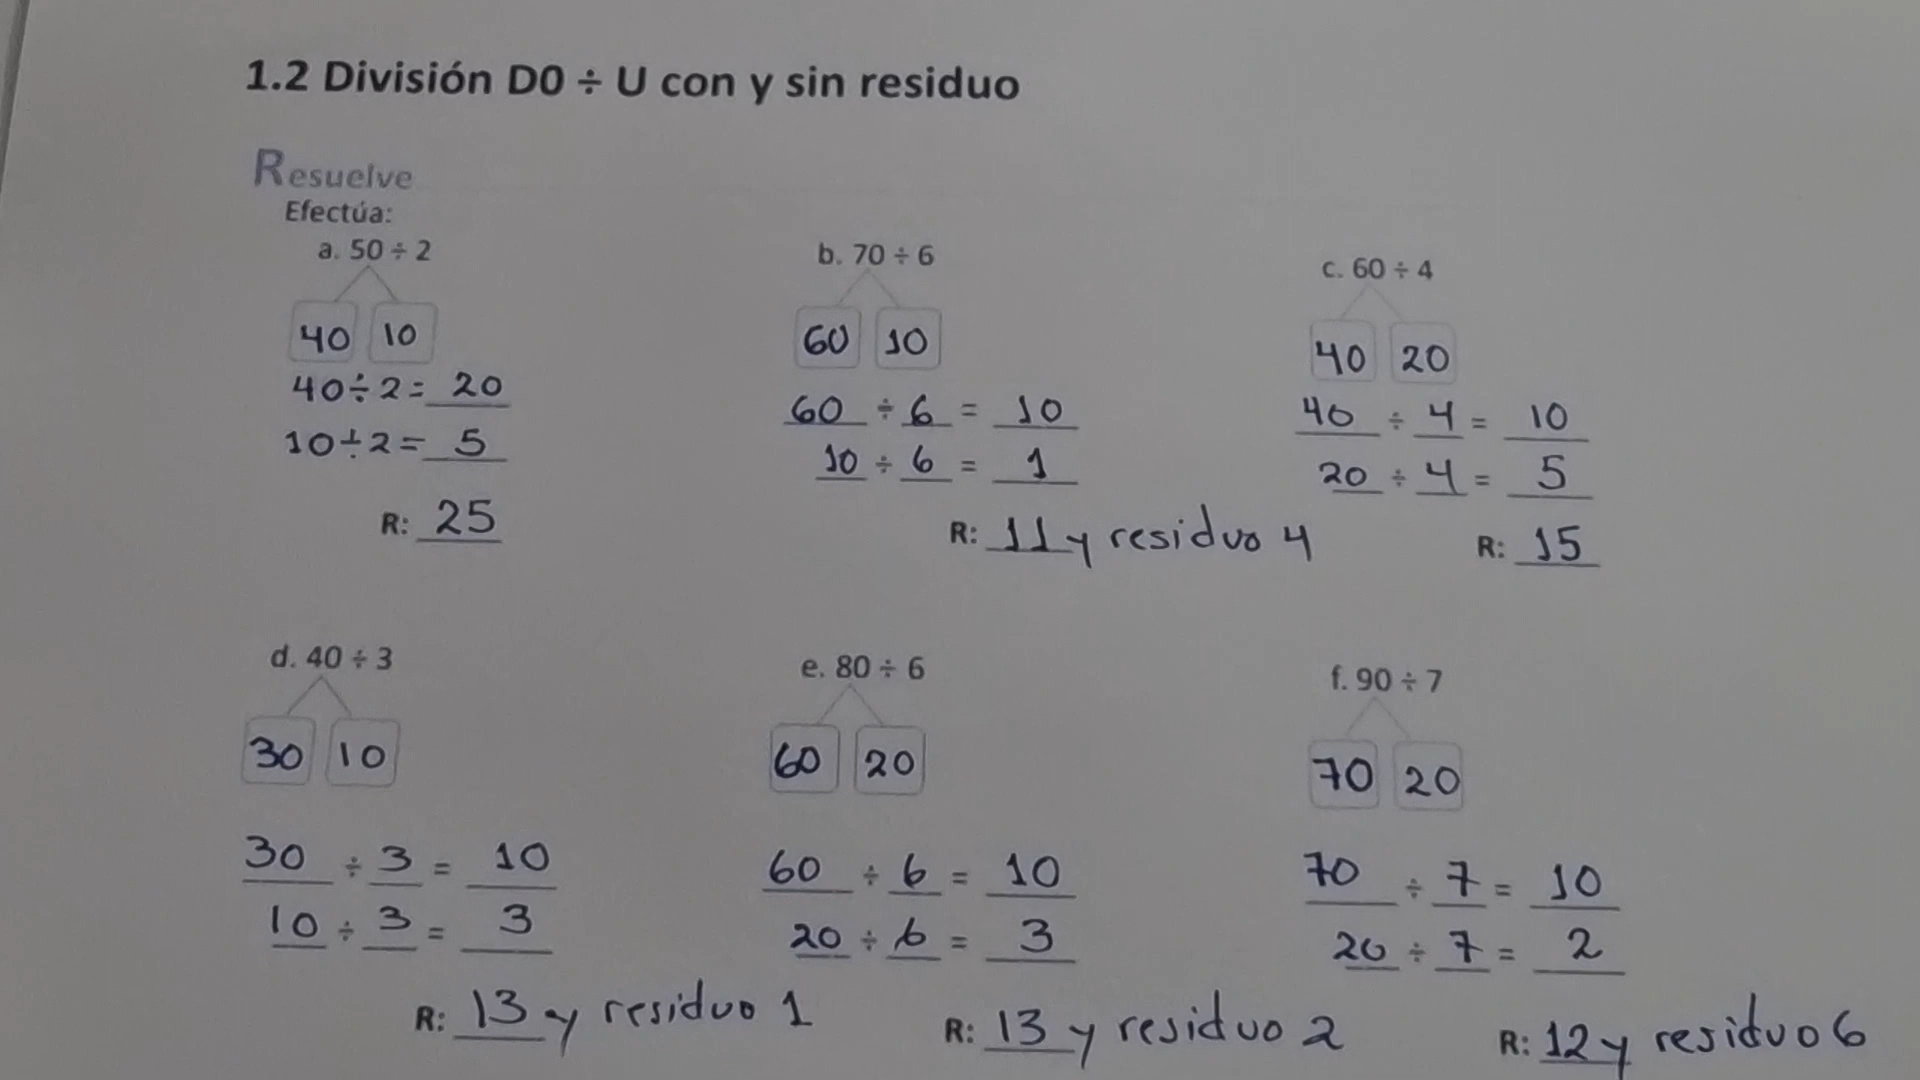 1.2 División D0 ÷ U con y sin residuo
Resuelve
Efectúa:
a. 50 ÷ 2
40 10
40÷2= 20
10÷2= 5
R: 25
b. 70 ÷ 6
60 10
60 ÷ 6 = 10
10 ÷ 6 = 1
R: 11 y residuo 4
c. 60 ÷ 4
40 20
40 ÷ 4 = 10
20 ÷ 4 = 5
R: 15
d. 40 ÷ 3
30 10
30 ÷ 3 = 10
10 ÷ 3 = 3
R: 13 y residuo 1
e. 80 ÷ 6
60 20
60 ÷ 6 = 10
20 ÷ 6 = 3
R: 13 y residuo 2
f. 90 ÷ 7
70 20
70 ÷ 7 = 10
20 ÷ 7 = 2
R: 12 y residuo 6